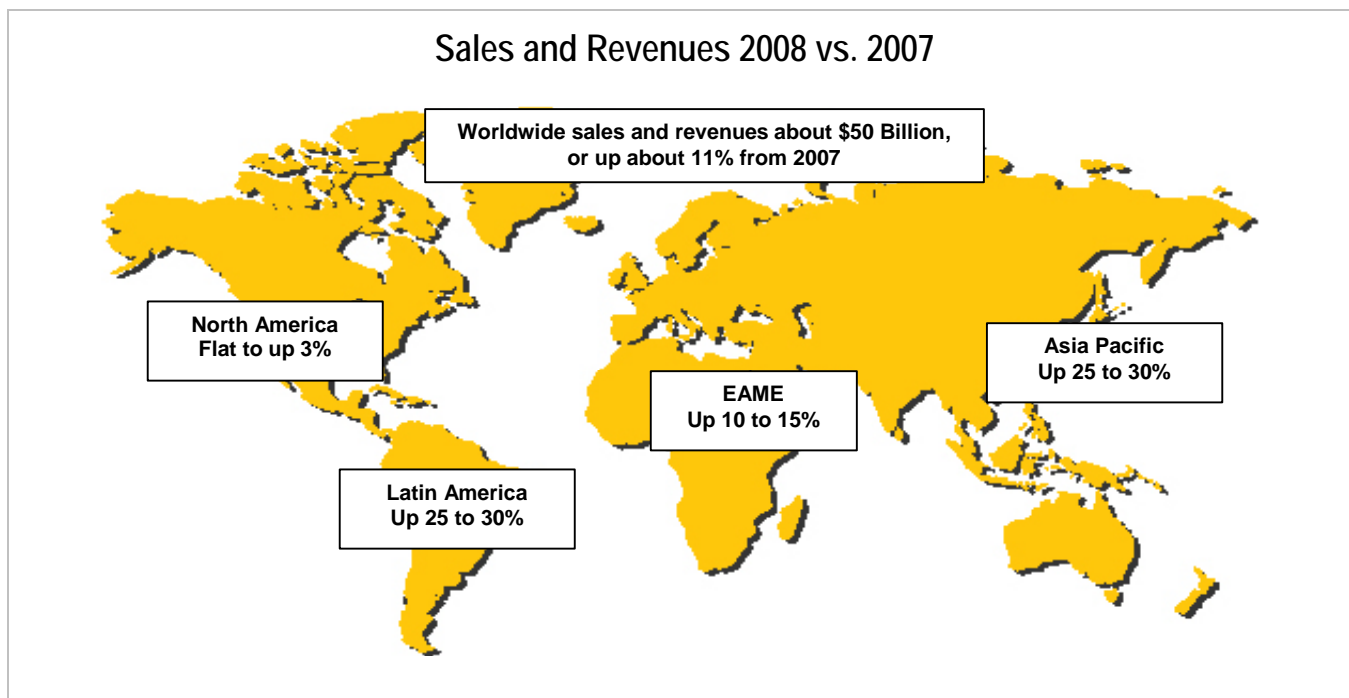 Sales and Revenues 2008 vs. 2007
Worldwide sales and revenues about $50 Billion,
or up about 11% from 2007
North America
Flat to up 3%
Asia Pacific
Up 25 to 30%
EAME
Up 10 to 15%
Latin America
Up 25 to 30%